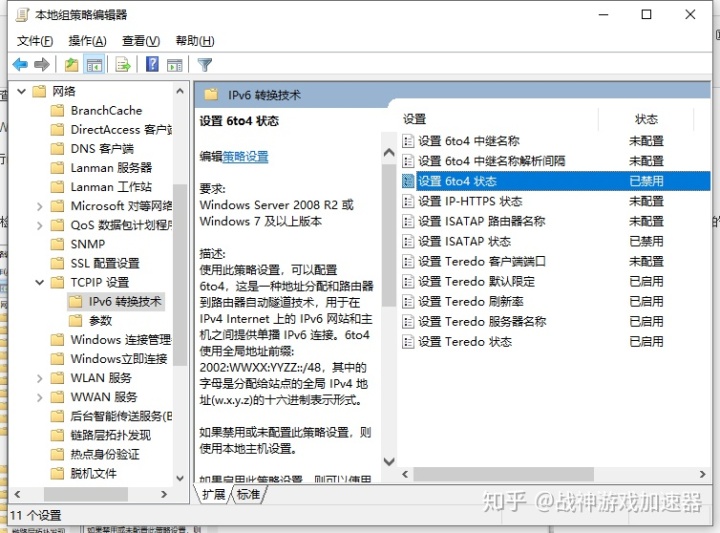 本地组策略编辑器
文件(F) 操作(A) 查看(V) 帮助(H)
网络
BranchCache
DirectAccess 客户端
DNS 客户端
Lanman 服务器
Lanman 工作站
Microsoft 对等网络
QoS 数据包计划程序
SNMP
SSL 配置设置
TCPIP 设置
IPv6 转换技术
参数
Windows 连接管理
Windows立即连接
WLAN 服务
WWAN 服务
后台智能传送服务(B
链路层拓扑发现
热点身份验证
脱机文件
IPv6 转换技术
设置 6to4 状态
编辑策略设置
要求:
Windows Server 2008 R2 或
Windows 7 及以上版本
描述:
使用此策略设置，可以配置
6to4，这是一种地址分配和路由器
到路由器自动隧道技术，用于在
IPv4 Internet 上的 IPv6 网站和主
机之间提供单播 IPv6 连接。6to4
使用全局地址前缀:
2002:WWXX:YYZZ::/48，其中的
字母是分配给站点的全局 IPv4 地
址(w.x.y.z)的十六进制表示形式。
如果禁用或未配置此策略设置，则
使用本地主机设置。
如果启用此策略设置，则可以使用
设置 状态
设置 6to4 中继名称 未配置
设置 6to4 中继名称解析间隔 未配置
设置 6to4 状态 已禁用
设置 IP-HTTPS 状态 未配置
设置 ISATAP 路由器名称 未配置
设置 ISATAP 状态 已禁用
设置 Teredo 客户端端口 未配置
设置 Teredo 默认限定 已启用
设置 Teredo 刷新率 已启用
设置 Teredo 服务器名称 已启用
设置 Teredo 状态 已启用
扩展 标准
11 个设置
知乎 @战神游戏加速器